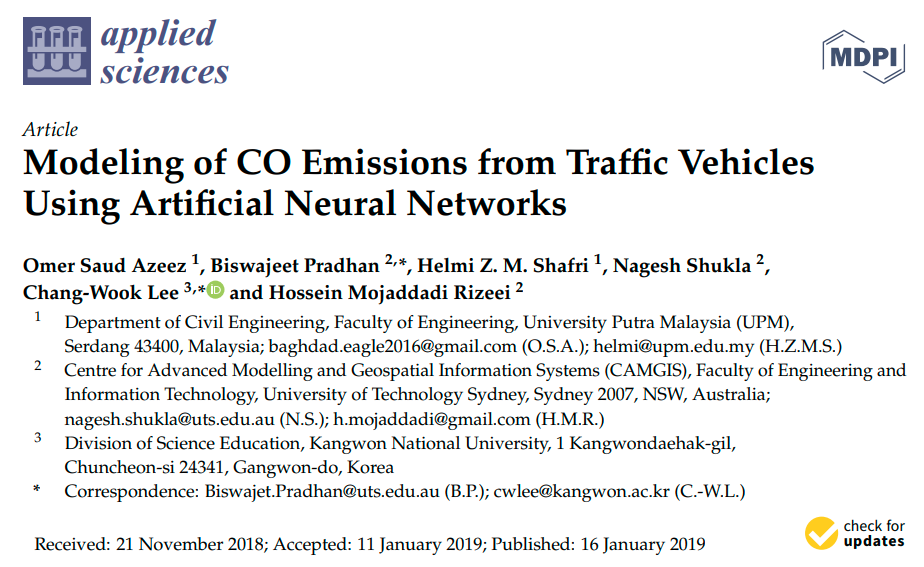 applied
sciences
MDPI
Article
Modeling of CO Emissions from Traffic Vehicles
Using Artificial Neural Networks
Omer Saud Azeez 1, Biswajeet Pradhan 2,*, Helmi Z. M. Shafri 1, Nagesh Shukla 2,
Chang-Wook Lee 3,* iD and Hossein Mojaddadi Rizeei 2
1 Department of Civil Engineering, Faculty of Engineering, University Putra Malaysia (UPM),
Serdang 43400, Malaysia; baghdad.eagle2016@gmail.com (O.S.A.); helmi@upm.edu.my (H.Z.M.S.)
2 Centre for Advanced Modelling and Geospatial Information Systems (CAMGIS), Faculty of Engineering and
Information Technology, University of Technology Sydney, Sydney 2007, NSW, Australia;
nagesh.shukla@uts.edu.au (N.S.); h.mojaddadi@gmail.com (H.M.R.)
3 Division of Science Education, Kangwon National University, 1 Kangwondaehak-gil,
Chuncheon-si 24341, Gangwon-do, Korea
* Correspondence: Biswajet.Pradhan@uts.edu.au (B.P.); cwlee@kangwon.ac.kr (C.-W.L.)
Received: 21 November 2018; Accepted: 11 January 2019; Published: 16 January 2019
check for
updates